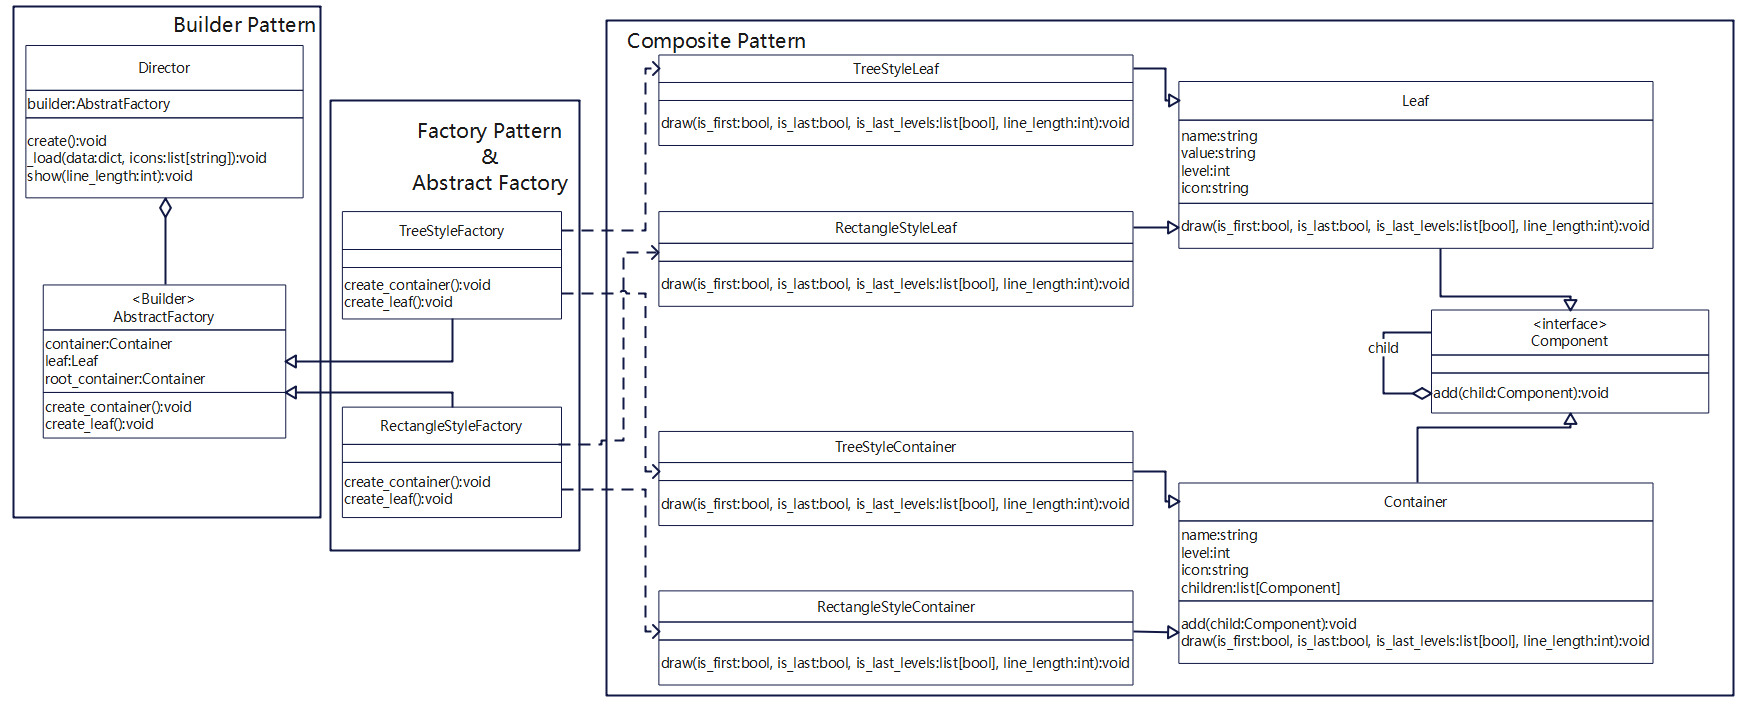 Builder Pattern
Director
builder:AbstratFactory
create():void
_load(data:dict, icons:list[string]):void
show(line_length:int):void
<Builder>
AbstractFactory
container:Container
leaf:Leaf
root_container:Container
create_container():void
create_leaf():void
Factory Pattern
&
Abstract Factory
TreeStyleFactory
create_container():void
create_leaf():void
RectangleStyleFactory
create_container():void
create_leaf():void
Composite Pattern
TreeStyleLeaf
draw(is_first:bool, is_last:bool, is_last_levels:list[bool], line_length:int):void
RectangleStyleLeaf
draw(is_first:bool, is_last:bool, is_last_levels:list[bool], line_length:int):void
TreeStyleContainer
draw(is_first:bool, is_last:bool, is_last_levels:list[bool], line_length:int):void
RectangleStyleContainer
draw(is_first:bool, is_last:bool, is_last_levels:list[bool], line_length:int):void
Leaf
name:string
value:string
level:int
icon:string
draw(is_first:bool, is_last:bool, is_last_levels:list[bool], line_length:int):void
<interface>
Component
child
add(child:Component):void
Container
name:string
level:int
icon:string
children:list[Component]
add(child:Component):void
draw(is_first:bool, is_last:bool, is_last_levels:list[bool], line_length:int):void